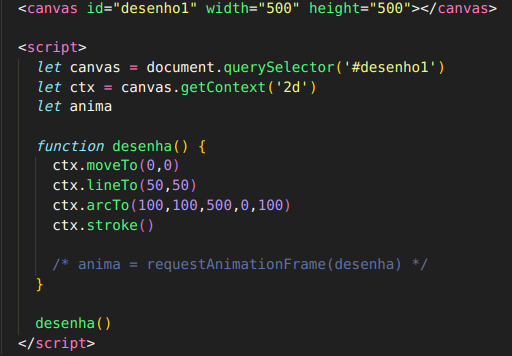 <canvas id="desenho1" width="500" height="500"></canvas>
<script>
let canvas = document.querySelector('#desenho1')
let ctx = canvas.getContext('2d')
let anima
function desenha() {
ctx.moveTo(0,0)
ctx.lineTo(50,50)
ctx.arcTo(100,100,500,0,100)
ctx.stroke()
/* anima = requestAnimationFrame(desenha) */
}
desenha()
</script>